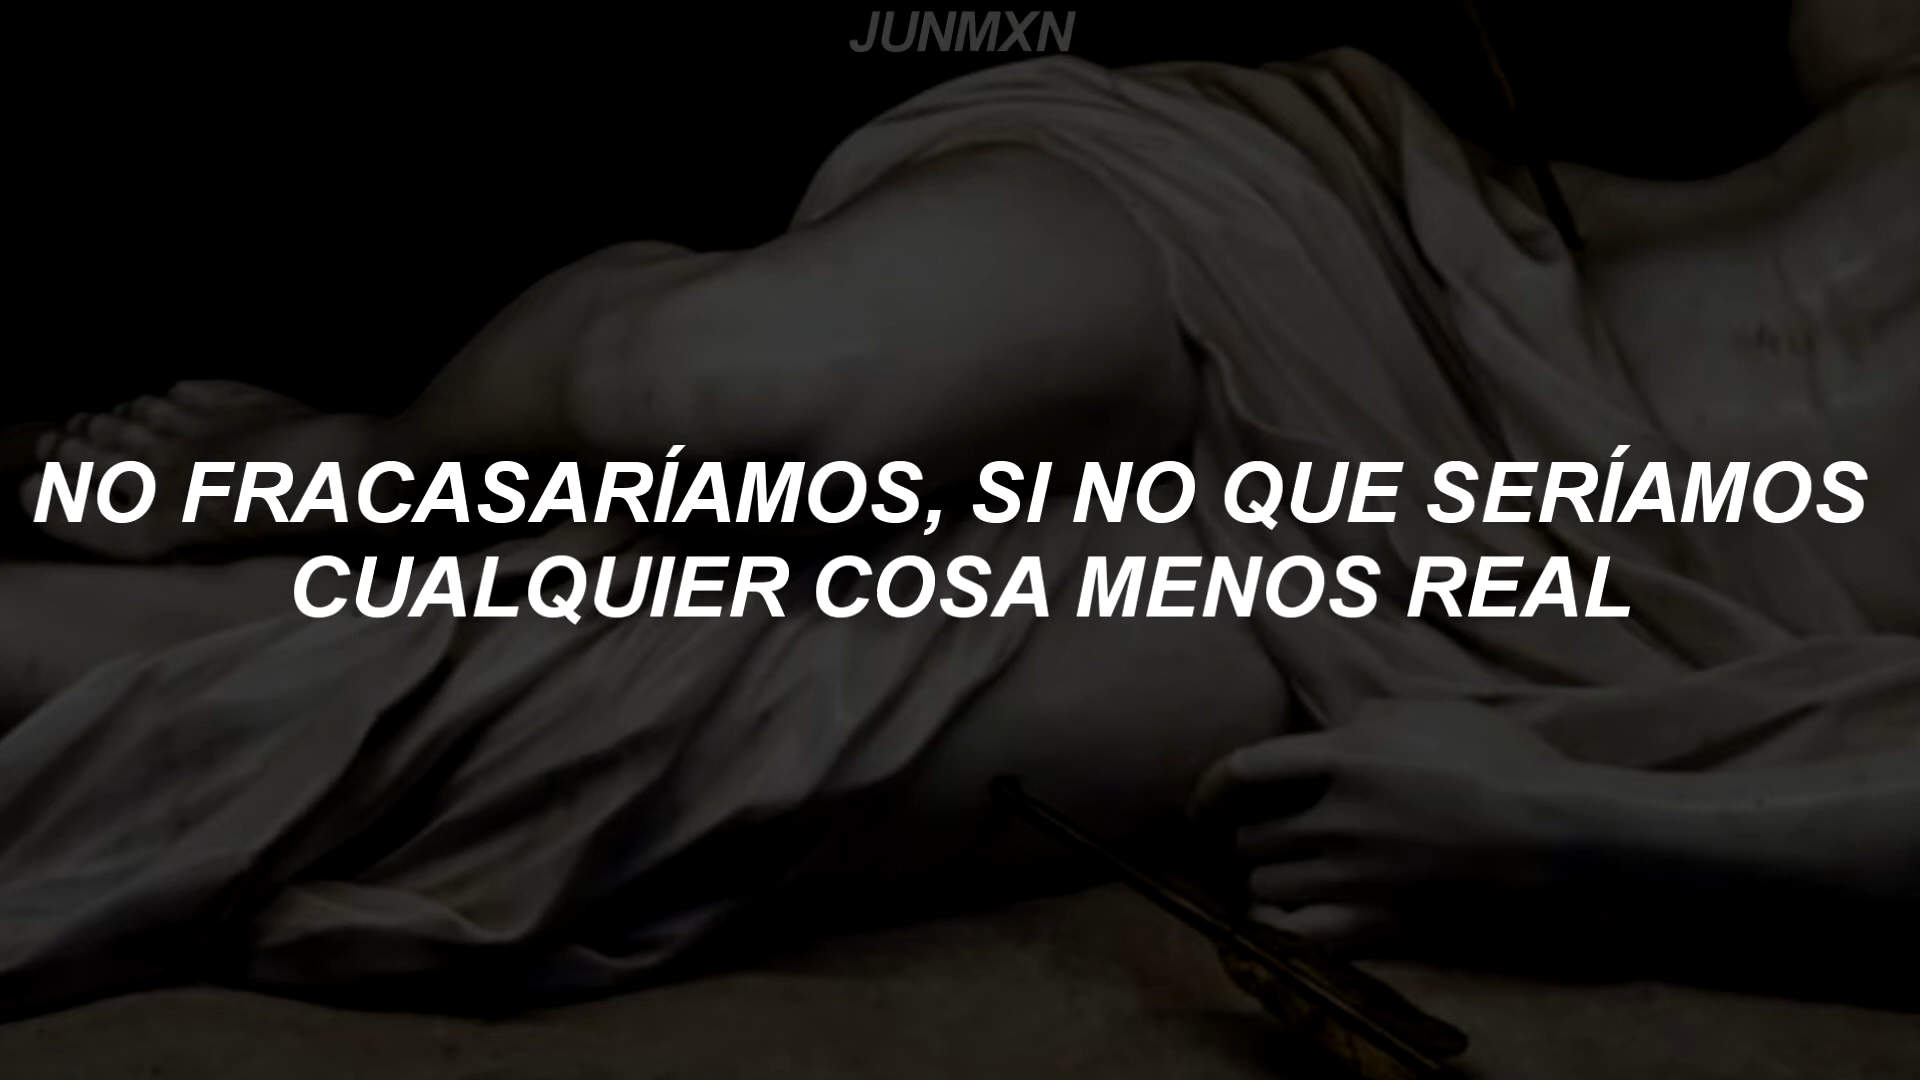 JUNMXN
NO FRACASARÍAMOS, SI NO QUE SERÍAMOS
CUALQUIER COSA MENOS REAL